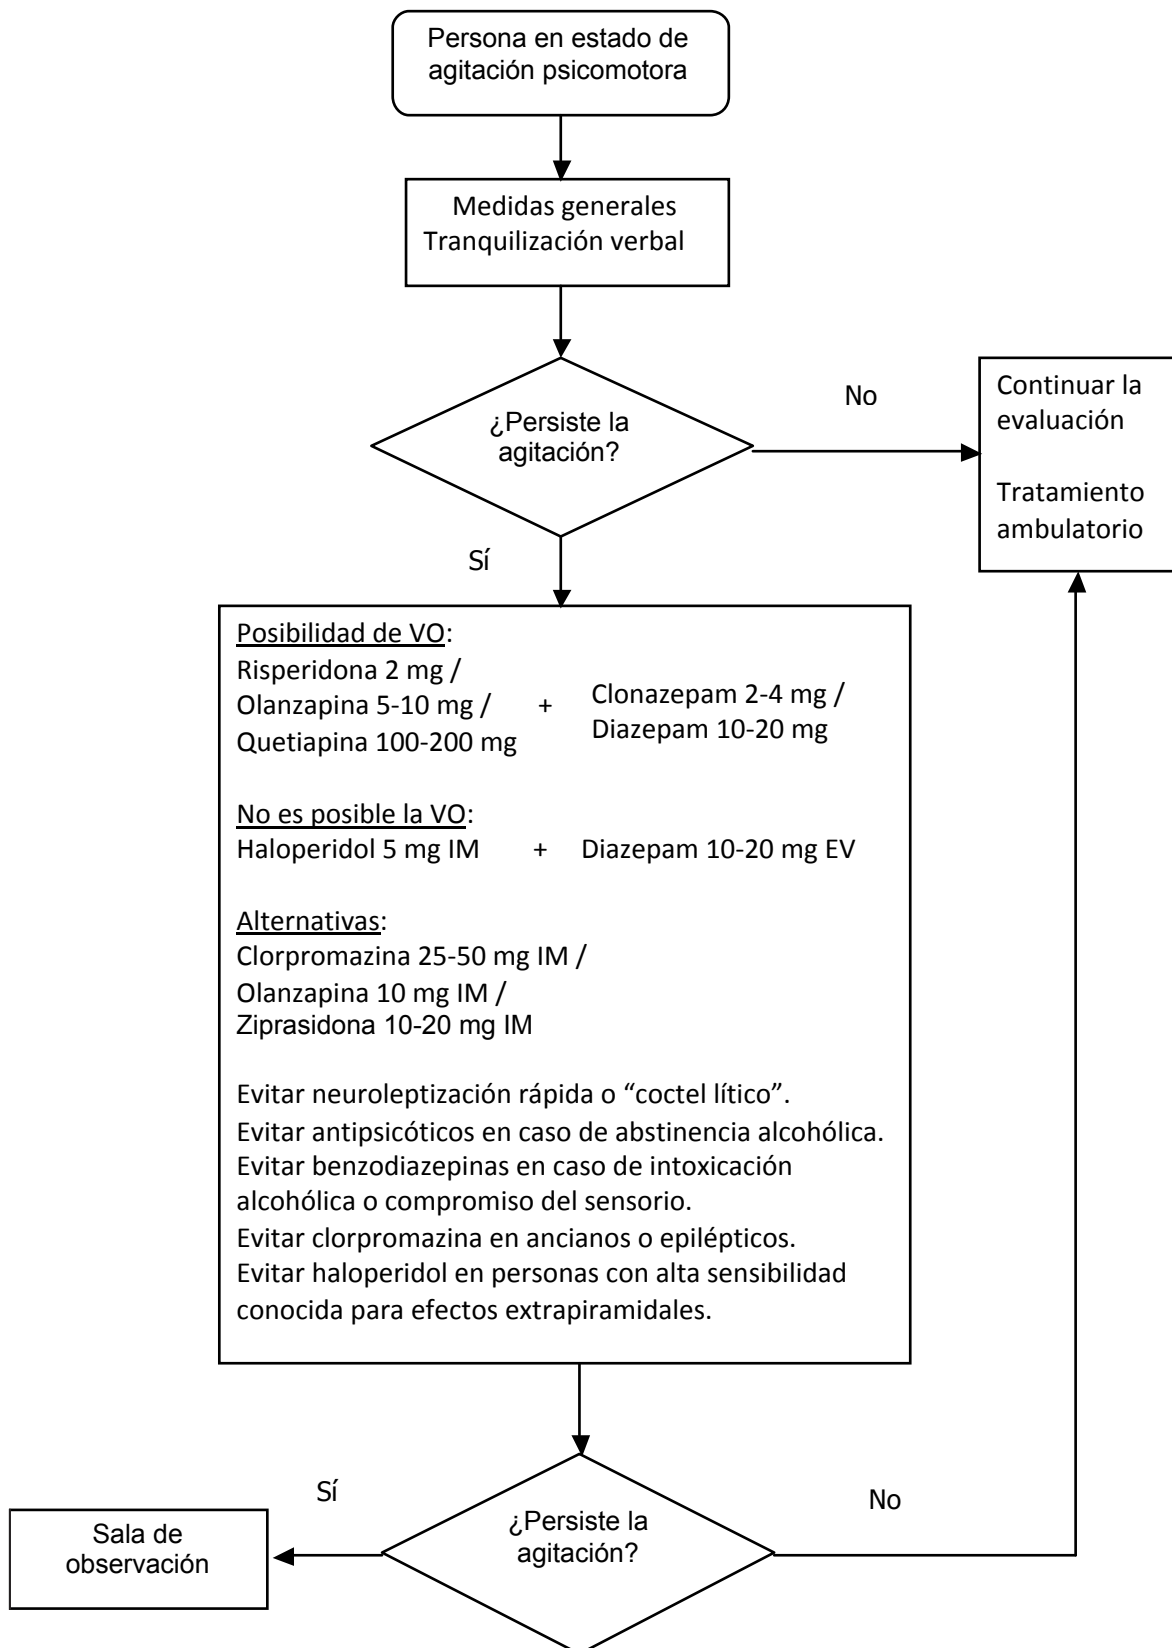 Persona en estado de
agitación psicomotora
Medidas generales
Tranquilización verbal
¿Persiste la
agitación?
No
Continuar la
evaluación
Tratamiento
ambulatorio
Sí
Posibilidad de VO:
Risperidona 2 mg /
Olanzapina 5-10 mg /
Quetiapina 100-200 mg
+
Clonazepam 2-4 mg /
Diazepam 10-20 mg
No es posible la VO:
Haloperidol 5 mg IM + Diazepam 10-20 mg EV
Alternativas:
Clorpromazina 25-50 mg IM /
Olanzapina 10 mg IM /
Ziprasidona 10-20 mg IM
Evitar neuroleptización rápida o “coctel lítico”.
Evitar antipsicóticos en caso de abstinencia alcohólica.
Evitar benzodiazepinas en caso de intoxicación
alcohólica o compromiso del sensorio.
Evitar clorpromazina en ancianos o epilépticos.
Evitar haloperidol en personas con alta sensibilidad
conocida para efectos extrapiramidales.
Sí
Sala de
observación
¿Persiste la
agitación?
No